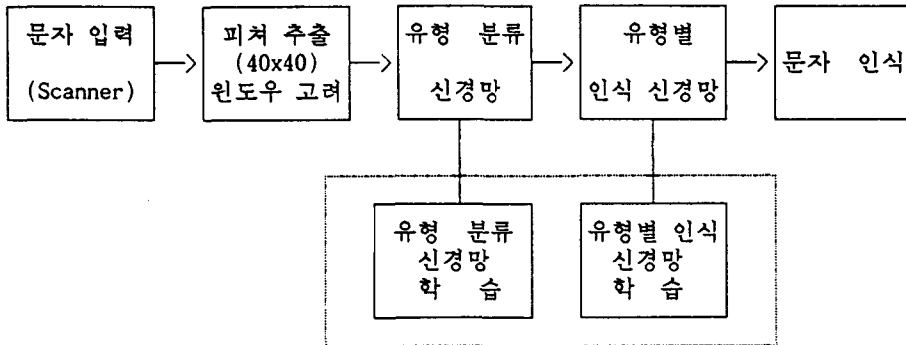 문자 입력
(Scanner)
피쳐 추출
(40x40)
윈도우 고려
유형 분류
신경망
유형별
인식 신경망
문자 인식
유형 분류
신경망
학 습
유형별 인식
신경망
학 습